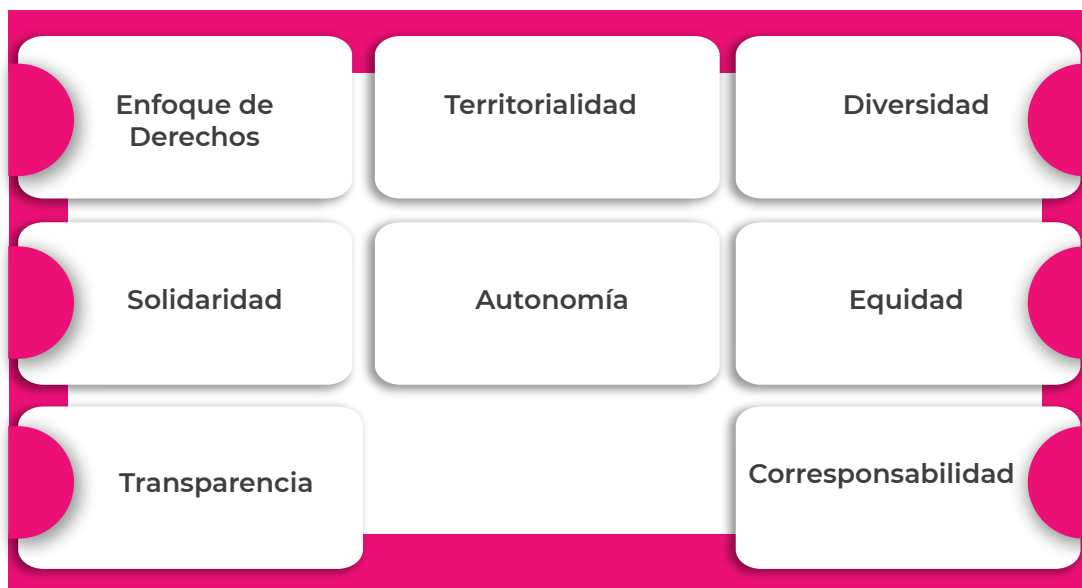 Enfoque de
Derechos
Territorialidad
Diversidad
Solidaridad
Autonomía
Equidad
Transparencia
Corresponsabilidad